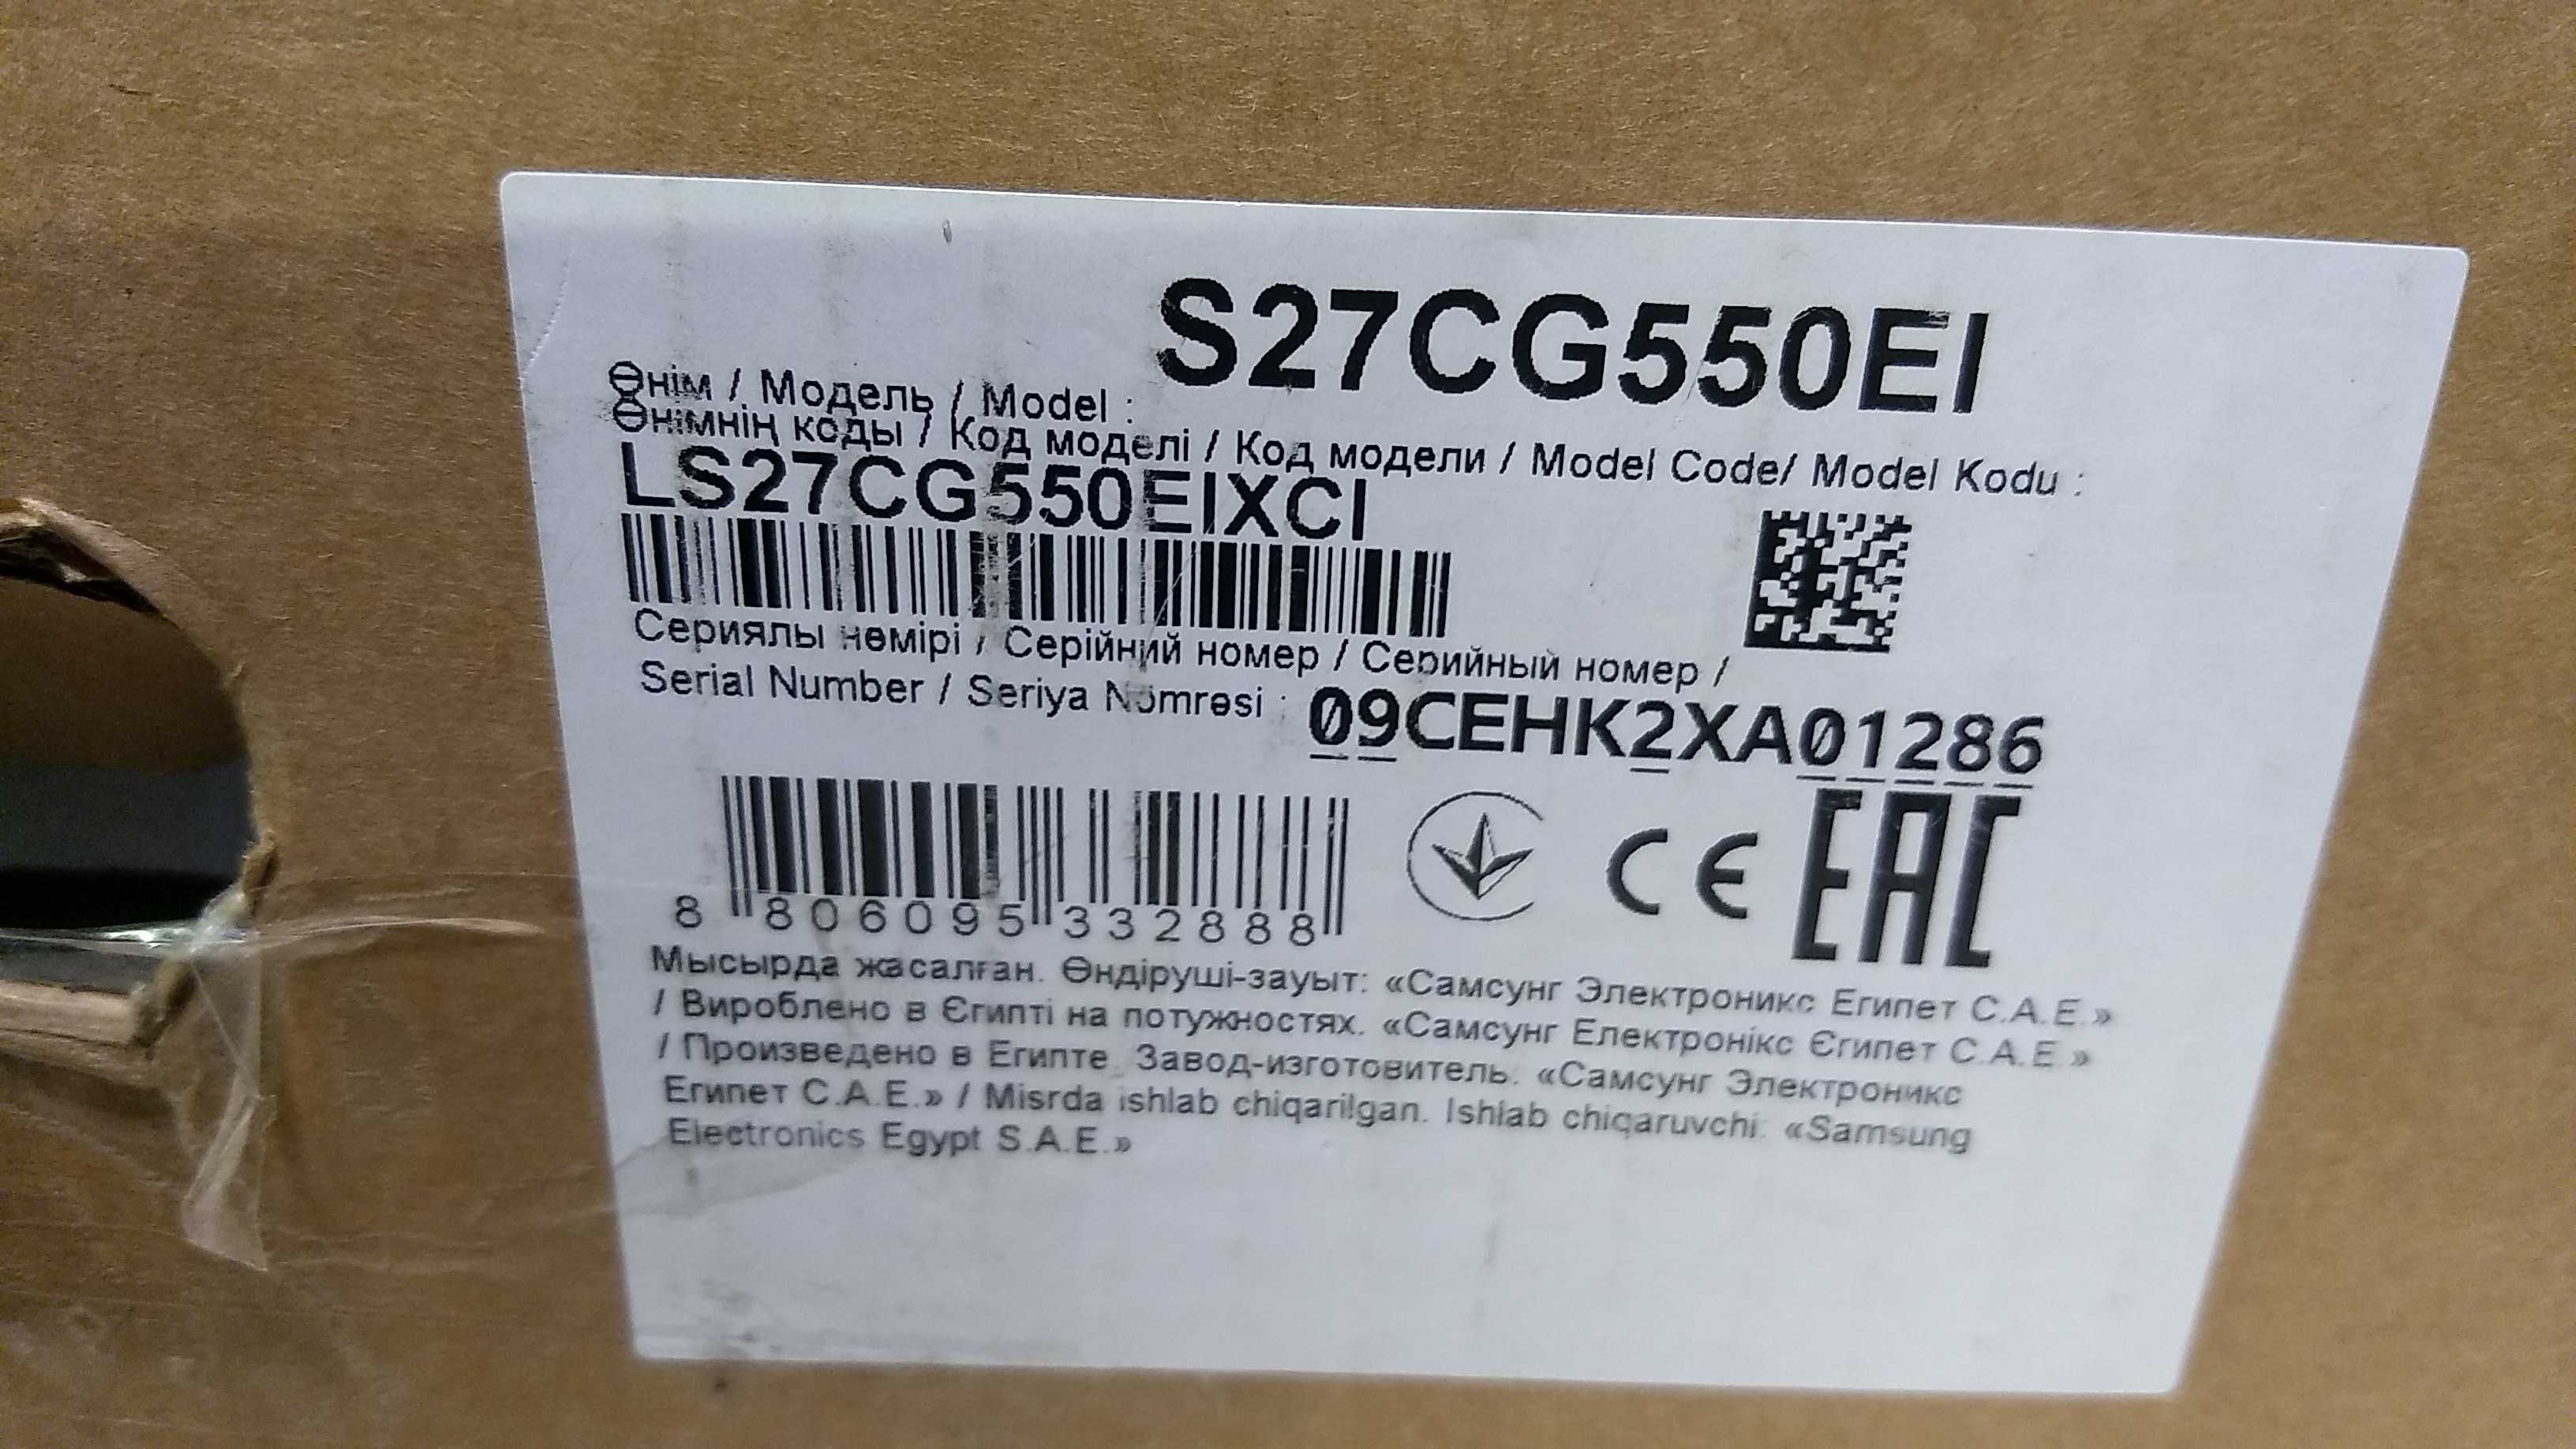 S27CG550EI
Өнім / Модель / Model :
Өнімнің коды / Код моделі / Код модели / Model Code/ Model Kodu :
LS27CG550EIXCI
Сериялы нөмірі / Серійний номер / Серийный номер /
Serial Number / Seriya Nömrəsi : 09CEHK2XA01286
8 806095 332888
CE EAC
Мысырда жасалған. Өндіруші-зауыт: «Самсунг Электроникс Египет С.А.Е.»
/ Вироблено в Єгипті на потужностях. «Самсунг Електронікс Єгипет С.А.Е.»
/ Произведено в Египте. Завод-изготовитель: «Самсунг Электроникс
Египет С.А.Е.» / Misrda ishlab chiqarilgan. Ishlab chiqaruvchi: «Samsung
Electronics Egypt S.A.E.»